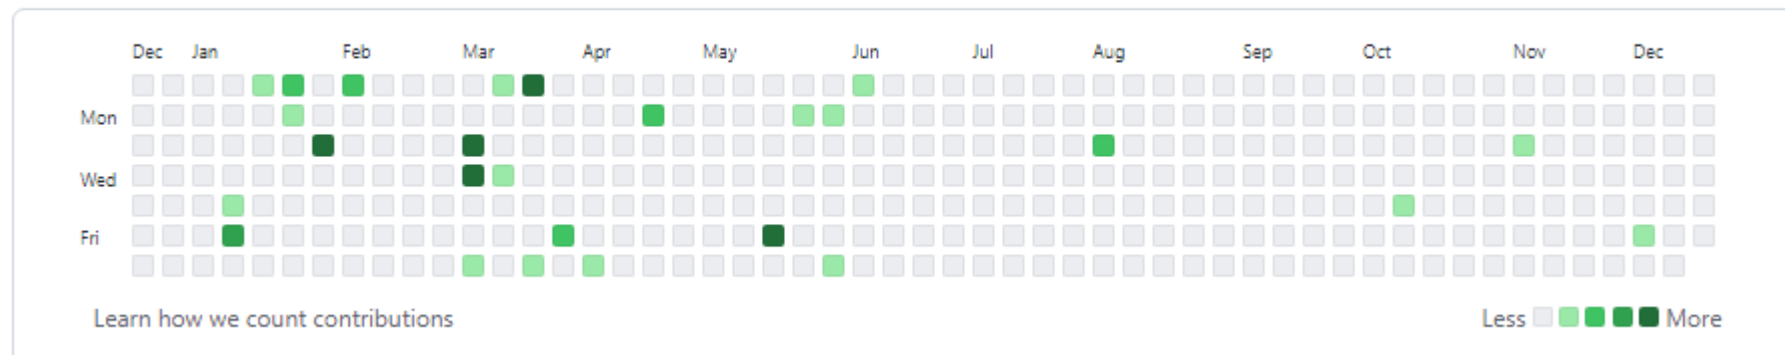 Dec Jan Feb Mar Apr May Jun Jul Aug Sep Oct Nov Dec
Mon
Wed
Fri
Learn how we count contributions
Less More